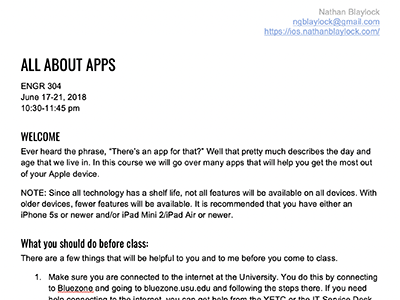 Nathan Blaylock
ngblaylock@gmail.com
https://ios.nathanblaylock.com/
ALL ABOUT APPS
ENGR 304
June 17-21, 2018
10:30-11:45 pm
WELCOME
Ever heard the phrase, "There's an app for that?" Well that pretty much describes the day and
age that we live in. In this course we will go over many apps that will help you get the most out
of your Apple device.
NOTE: Since all technology has a shelf life, not all features will be available on all devices. With
older devices, fewer features will be available. It is recommended that you have either an
iPhone 5s or newer and/or iPad Mini 2/iPad Air or newer.
What you should do before class:
There are a few things that will be helpful to you and to me before you come to class.
1. Make sure you are connected to the internet at the University. You do this by connecting
to Bluezone and going to bluezone.usu.edu and following the steps there. If you need
help connecting to the internet, you can get help from the YETC or the IT Service Desk